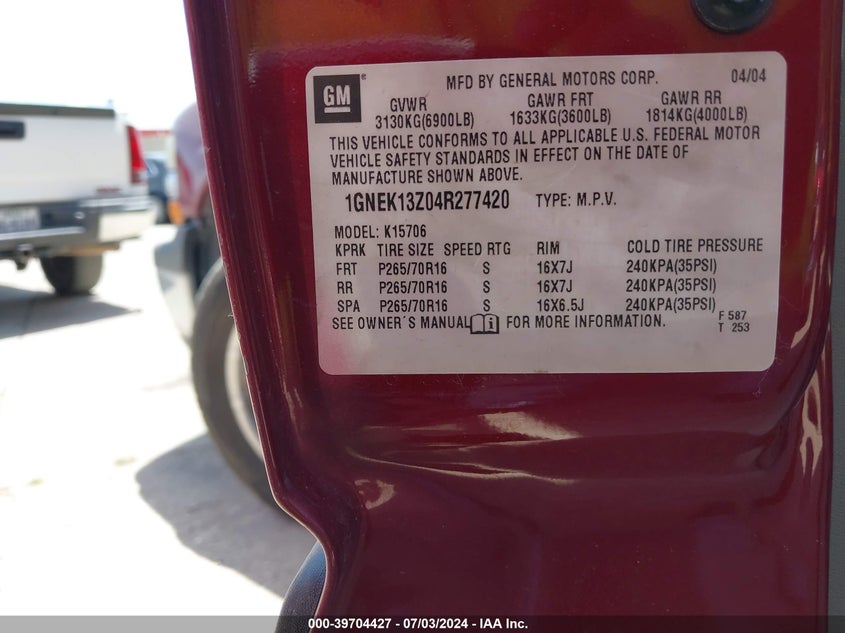 GM
MFD BY GENERAL MOTORS CORP. 04/04
GVWR GAWR FRT GAWR RR
3130KG(6900LB) 1633KG(3600LB) 1814KG(4000LB)
THIS VEHICLE CONFORMS TO ALL APPLICABLE U.S. FEDERAL MOTOR
VEHICLE SAFETY STANDARDS IN EFFECT ON THE DATE OF
MANUFACTURE SHOWN ABOVE.
1GNEK13Z04R277420 TYPE: M.P.V.
MODEL: K15706
KPRK TIRE SIZE SPEED RTG RIM COLD TIRE PRESSURE
FRT P265/70R16 S 16X7J 240KPA(35PSI)
RR P265/70R16 S 16X7J 240KPA(35PSI)
SPA P265/70R16 S 16X6.5J 240KPA(35PSI)
SEE OWNER´S MANUAL FOR MORE INFORMATION.
F 587
T 253
000-39704427 - 07/03/2024 - IAA Inc.